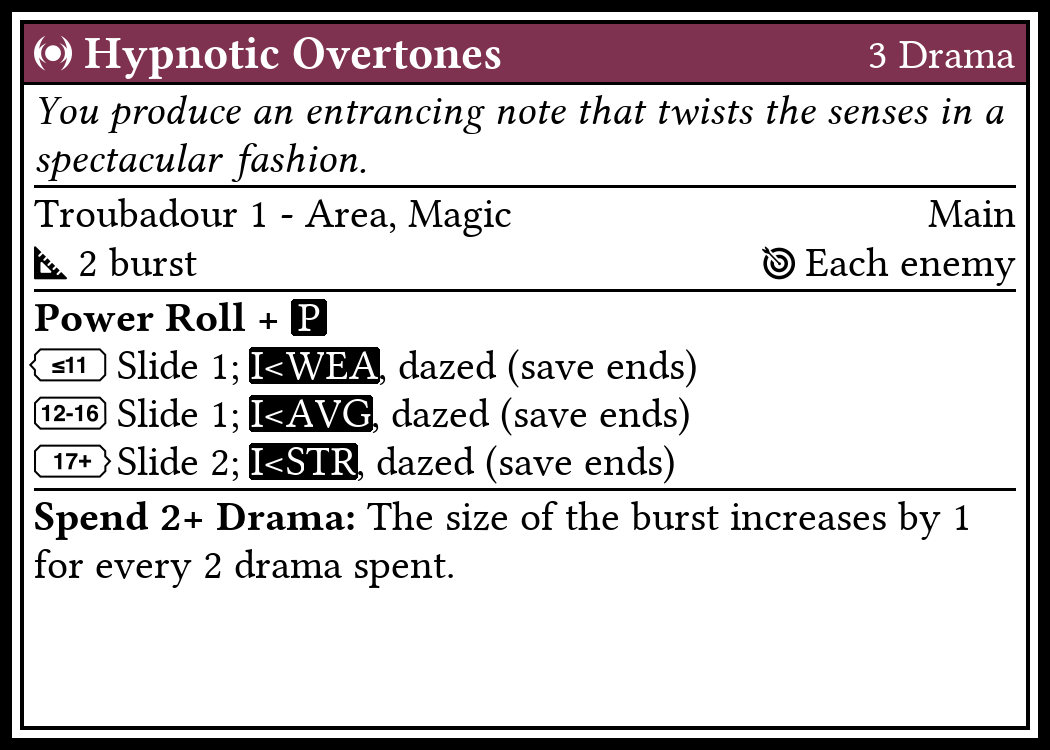 Hypnotic Overtones 3 Drama
You produce an entrancing note that twists the senses in a
spectacular fashion.
Troubadour 1 - Area, Magic Main
2 burst Each enemy
Power Roll + P
≤11 Slide 1; I<WEA, dazed (save ends)
12-16 Slide 1; I<AVG, dazed (save ends)
17+ Slide 2; I<STR, dazed (save ends)
Spend 2+ Drama: The size of the burst increases by 1
for every 2 drama spent.